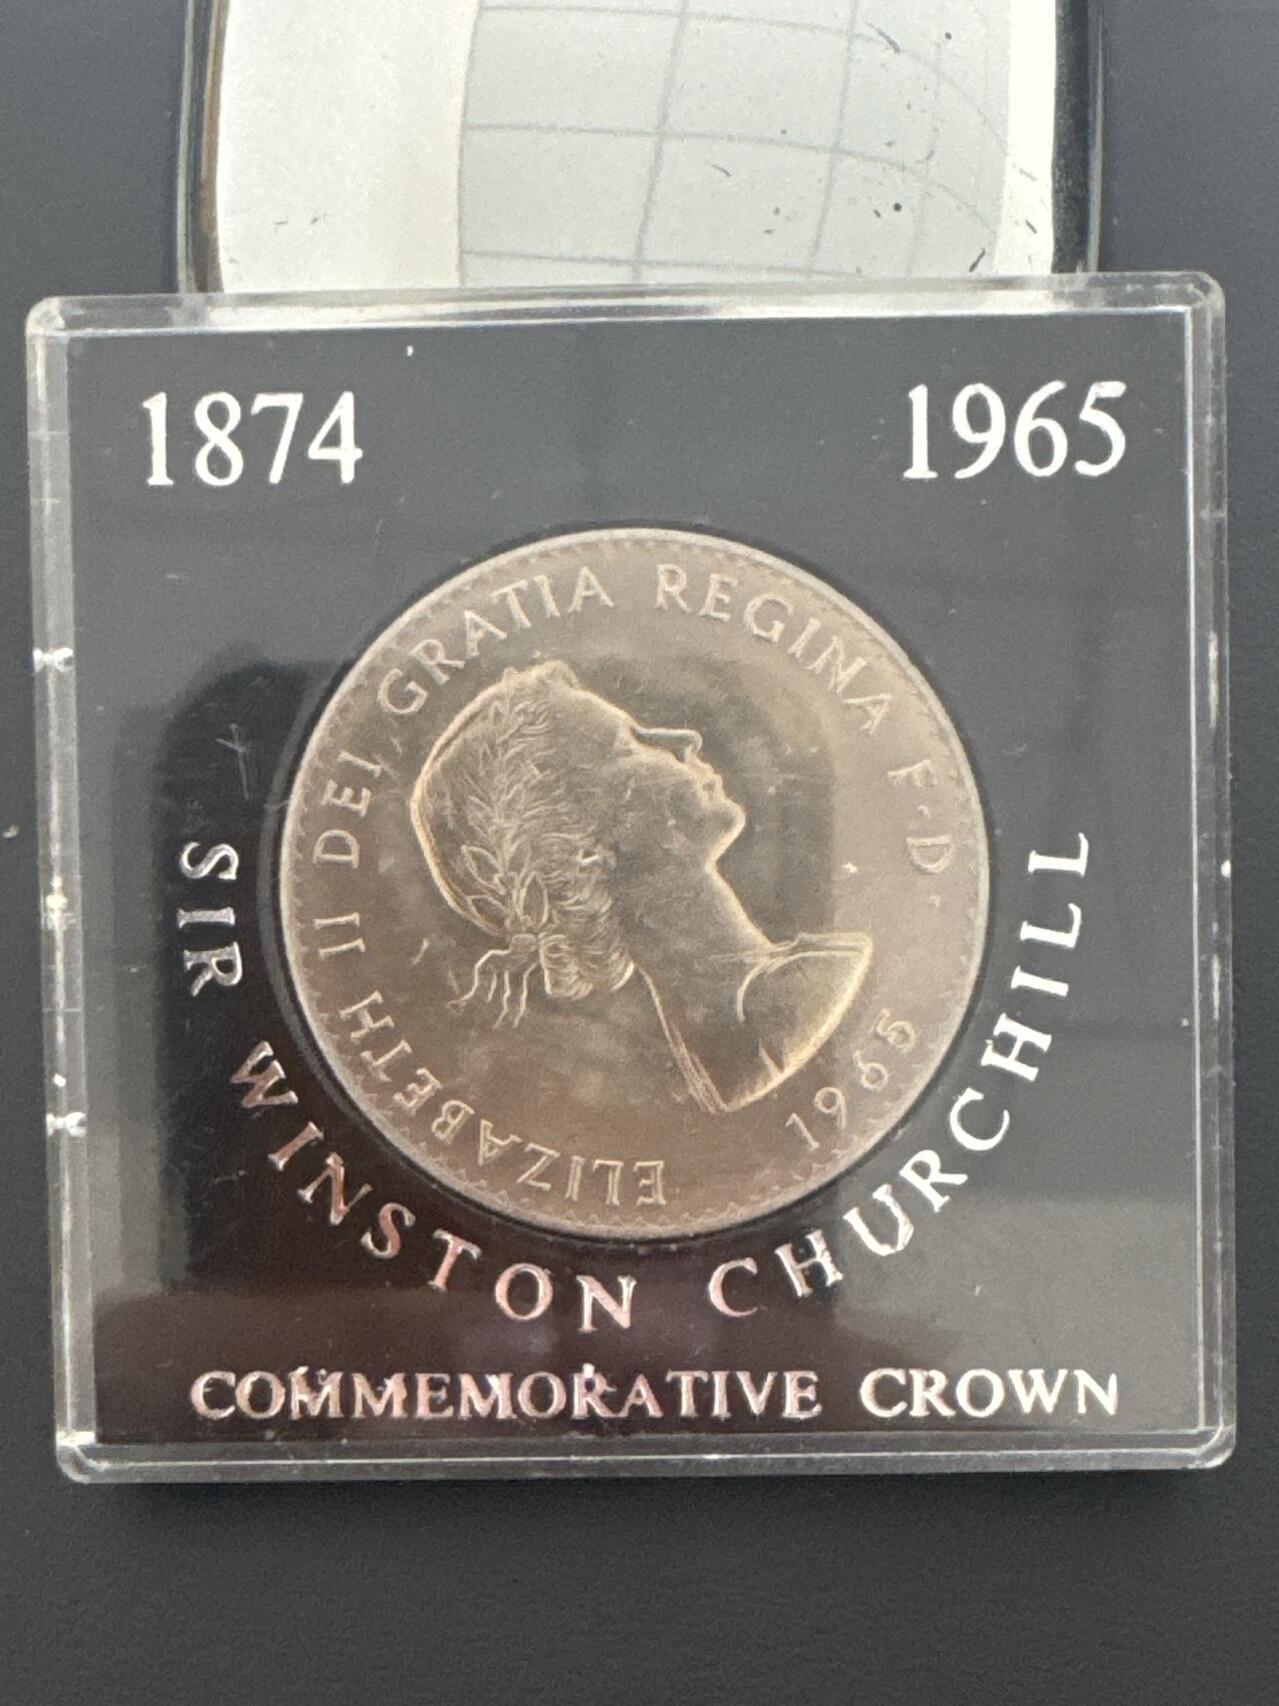 1874
1965
ELIZABETH II DEI GRATIA REGINA F·D·
1965
SIR WINSTON CHURCHILL
COMMEMORATIVE CROWN